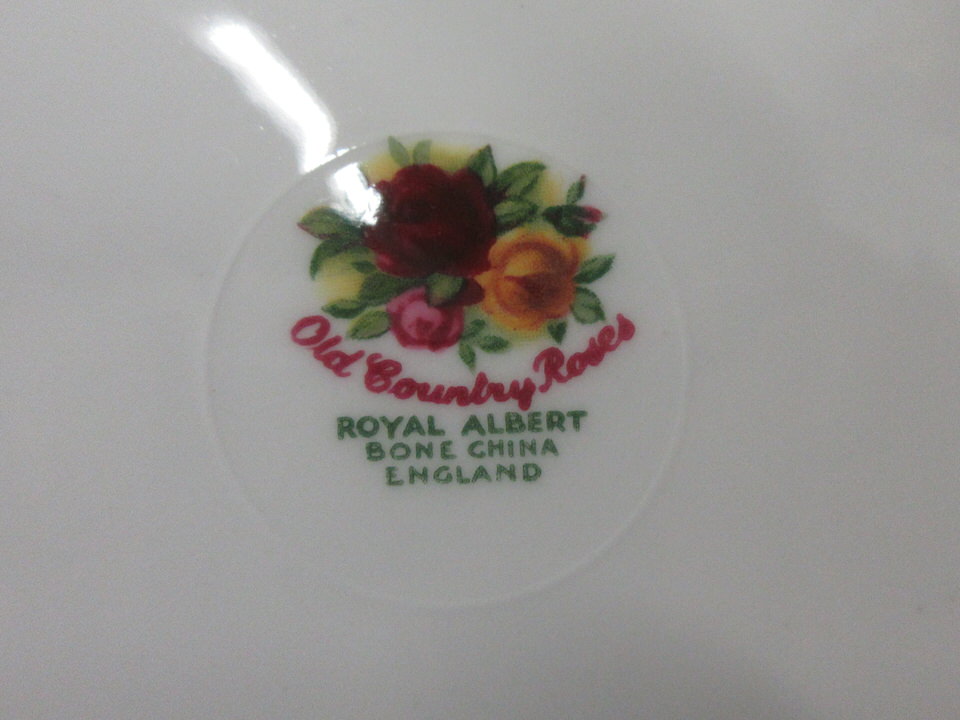 Old Country Roses
ROYAL ALBERT
BONE CHINA
ENGLAND